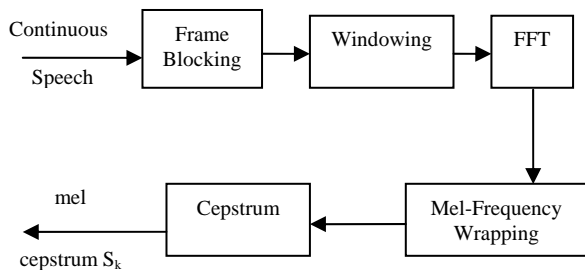 Continuous
Speech
Frame
Blocking
Windowing
FFT
Mel-Frequency
Wrapping
Cepstrum
mel
cepstrum Sₖ